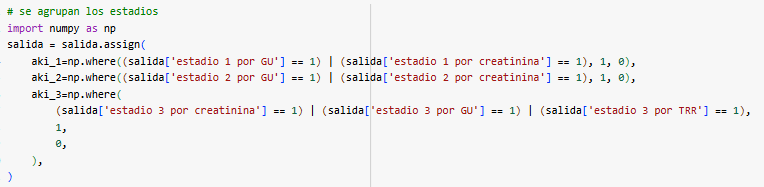 # se agrupan los estadios
import numpy as np
salida = salida.assign(
    aki_1=np.where((salida['estadio 1 por GU'] == 1) | (salida['estadio 1 por creatinina'] == 1), 1, 0),
    aki_2=np.where((salida['estadio 2 por GU'] == 1) | (salida['estadio 2 por creatinina'] == 1), 1, 0),
    aki_3=np.where(
        (salida['estadio 3 por creatinina'] == 1) | (salida['estadio 3 por GU'] == 1) | (salida['estadio 3 por TRR'] == 1),
        1,
        0,
    ),
)